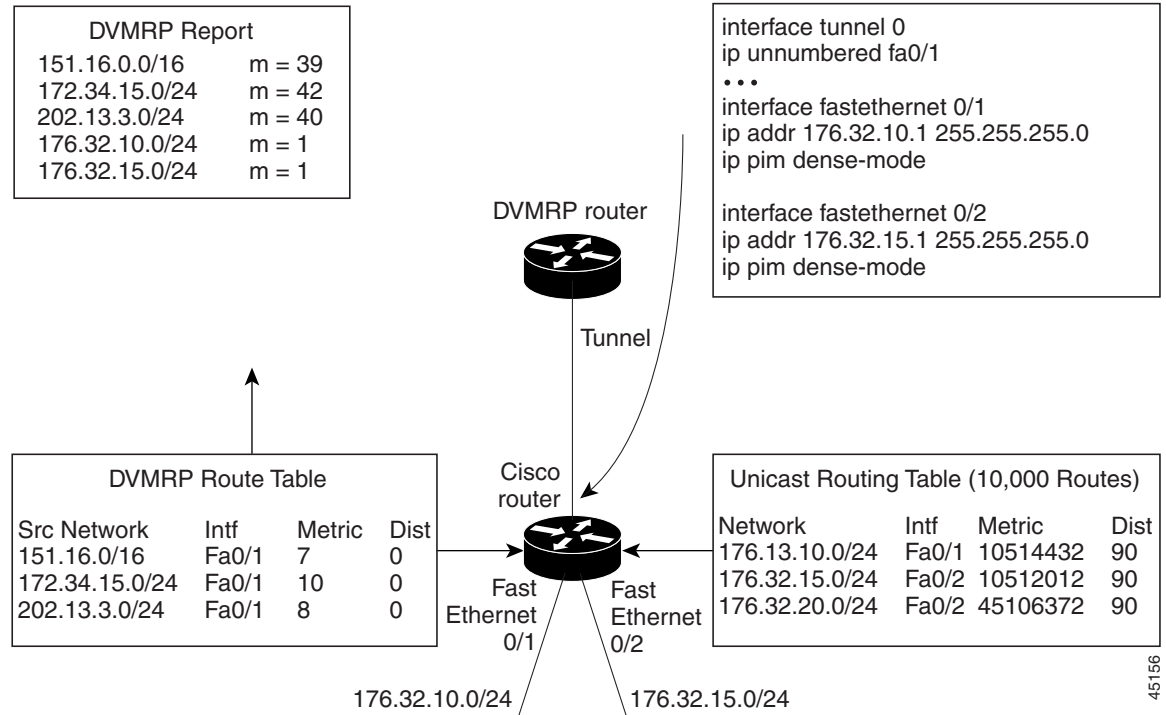 DVMRP Report
151.16.0.0/16 m = 39
172.34.15.0/24 m = 42
202.13.3.0/24 m = 40
176.32.10.0/24 m = 1
176.32.15.0/24 m = 1
interface tunnel 0
ip unnumbered fa0/1
• • •
interface fastethernet 0/1
ip addr 176.32.10.1 255.255.255.0
ip pim dense-mode
interface fastethernet 0/2
ip addr 176.32.15.1 255.255.255.0
ip pim dense-mode
DVMRP router
Tunnel
DVMRP Route Table
Src Network Intf Metric Dist
151.16.0/16 Fa0/1 7 0
172.34.15.0/24 Fa0/1 10 0
202.13.3.0/24 Fa0/1 8 0
Cisco
router
Unicast Routing Table (10,000 Routes)
Network Intf Metric Dist
176.13.10.0/24 Fa0/1 10514432 90
176.32.15.0/24 Fa0/2 10512012 90
176.32.20.0/24 Fa0/2 45106372 90
Fast
Ethernet
0/1
Fast
Ethernet
0/2
176.32.10.0/24
176.32.15.0/24
45156